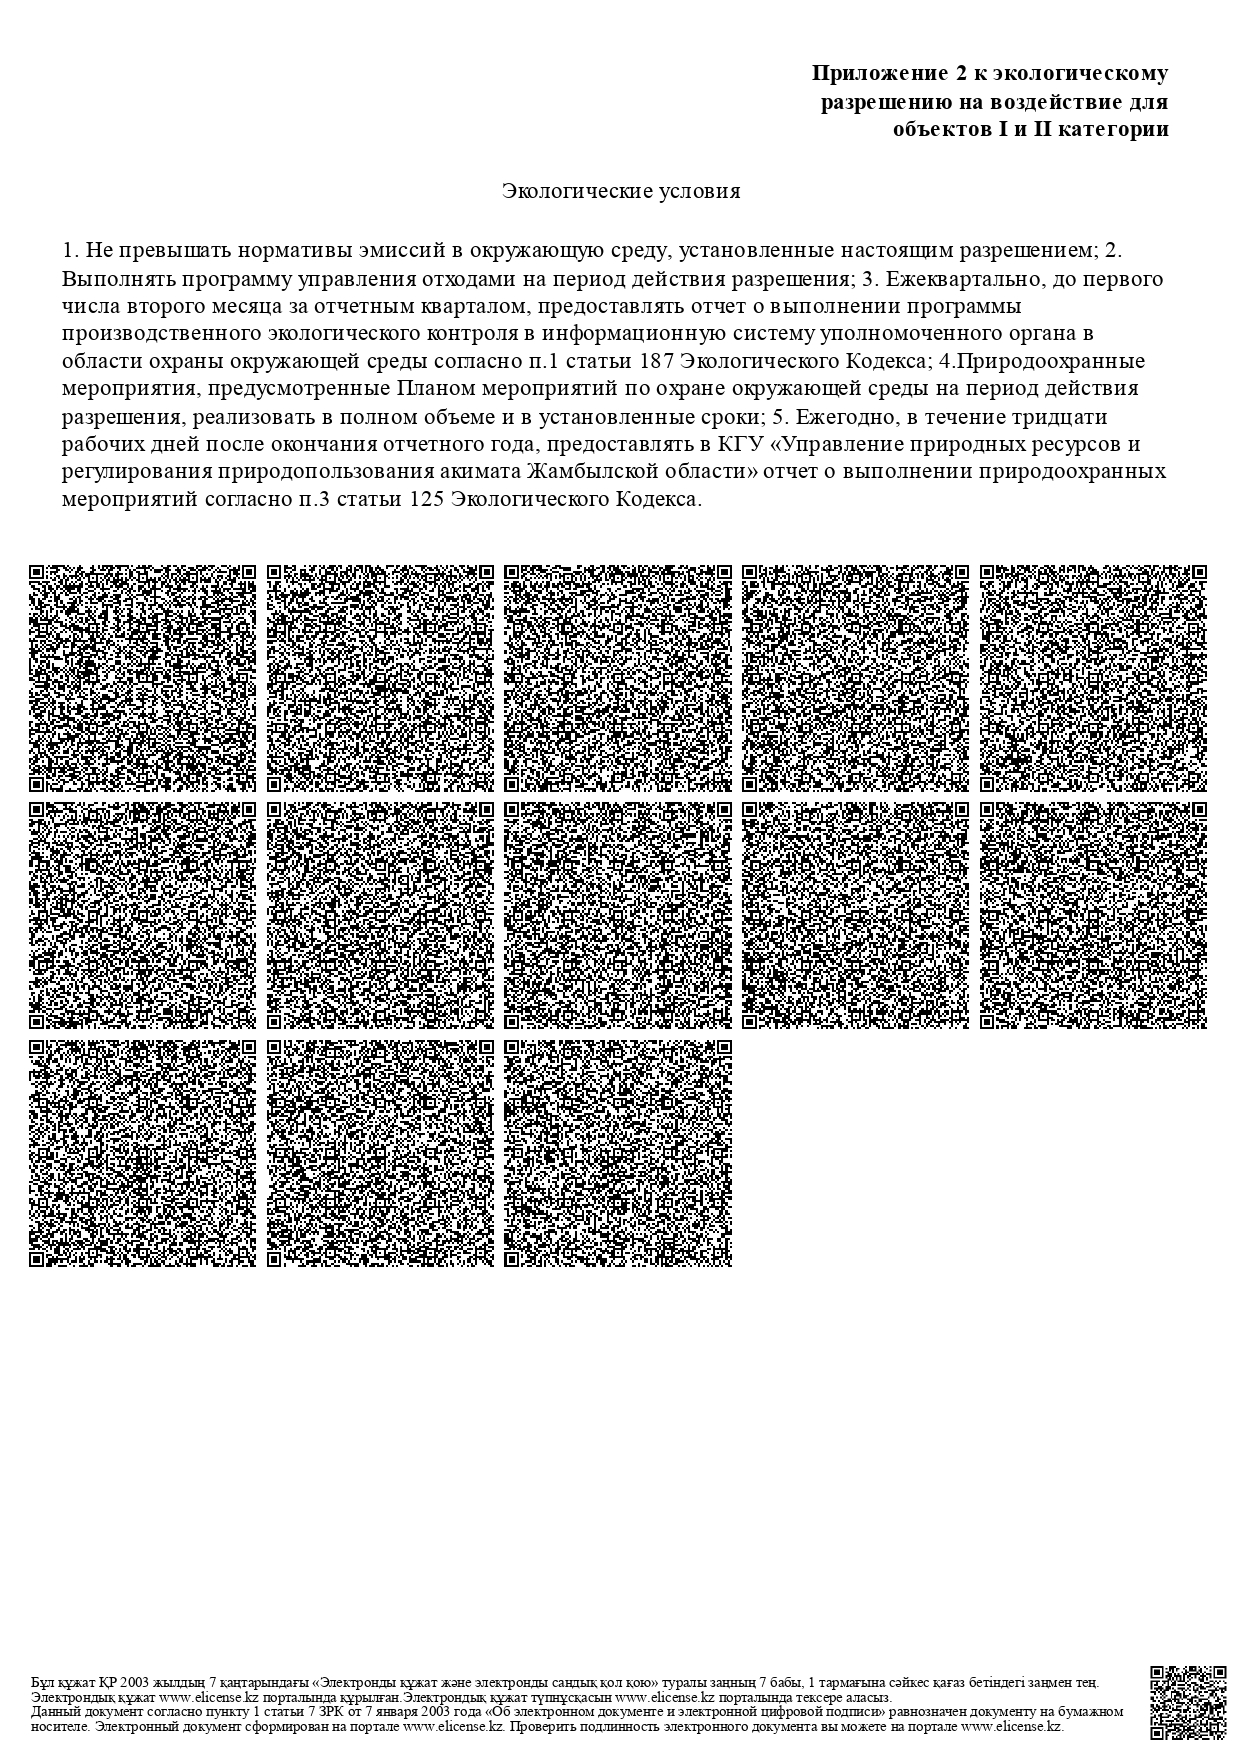 Приложение 2 к экологическому
разрешению на воздействие для
объектов I и II категории
Экологические условия
1. Не превышать нормативы эмиссий в окружающую среду, установленные настоящим разрешением; 2.
Выполнять программу управления отходами на период действия разрешения; 3. Ежеквартально, до первого
числа второго месяца за отчетным кварталом, предоставлять отчет о выполнении программы
производственного экологического контроля в информационную систему уполномоченного органа в
области охраны окружающей среды согласно п.1 статьи 187 Экологического Кодекса; 4.Природоохранные
мероприятия, предусмотренные Планом мероприятий по охране окружающей среды на период действия
разрешения, реализовать в полном объеме и в установленные сроки; 5. Ежегодно, в течение тридцати
рабочих дней после окончания отчетного года, предоставлять в КГУ «Управление природных ресурсов и
регулирования природопользования акимата Жамбылской области» отчет о выполнении природоохранных
мероприятий согласно п.3 статьи 125 Экологического Кодекса.
Бұл құжат ҚР 2003 жылдың 7 қаңтарындағы «Электронды құжат және электронды сандық қол қою» туралы заңның 7 бабы, 1 тармағына сәйкес қағаз бетіндегі заңмен тең.
Электрондық құжат www.elicense.kz порталында құрылған.Электрондық құжат түпнұсқасын www.elicense.kz порталында тексере аласыз.
Данный документ согласно пункту 1 статьи 7 ЗРК от 7 января 2003 года «Об электронном документе и электронной цифровой подписи» равнозначен документу на бумажном
носителе. Электронный документ сформирован на портале www.elicense.kz. Проверить подлинность электронного документа вы можете на портале www.elicense.kz.